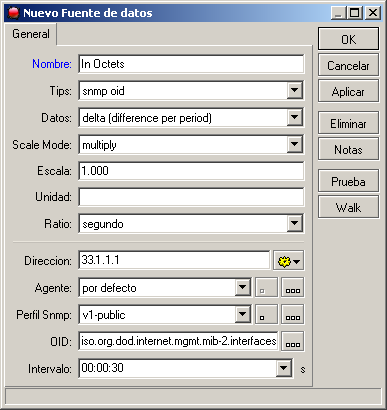 Nuevo Fuente de datos
General
Nombre: In Octets
Tips: snmp oid
Datos: delta (difference per period)
Scale Mode: multiply
Escala: 1.000
Unidad:
Ratio: segundo
Direccion: 33.1.1.1
Agente: por defecto
Perfil Snmp: v1-public
OID: iso.org.dod.internet.mgmt.mib-2.interfaces
Intervalo: 00:00:30 s
OK
Cancelar
Aplicar
Eliminar
Notas
Prueba
Walk